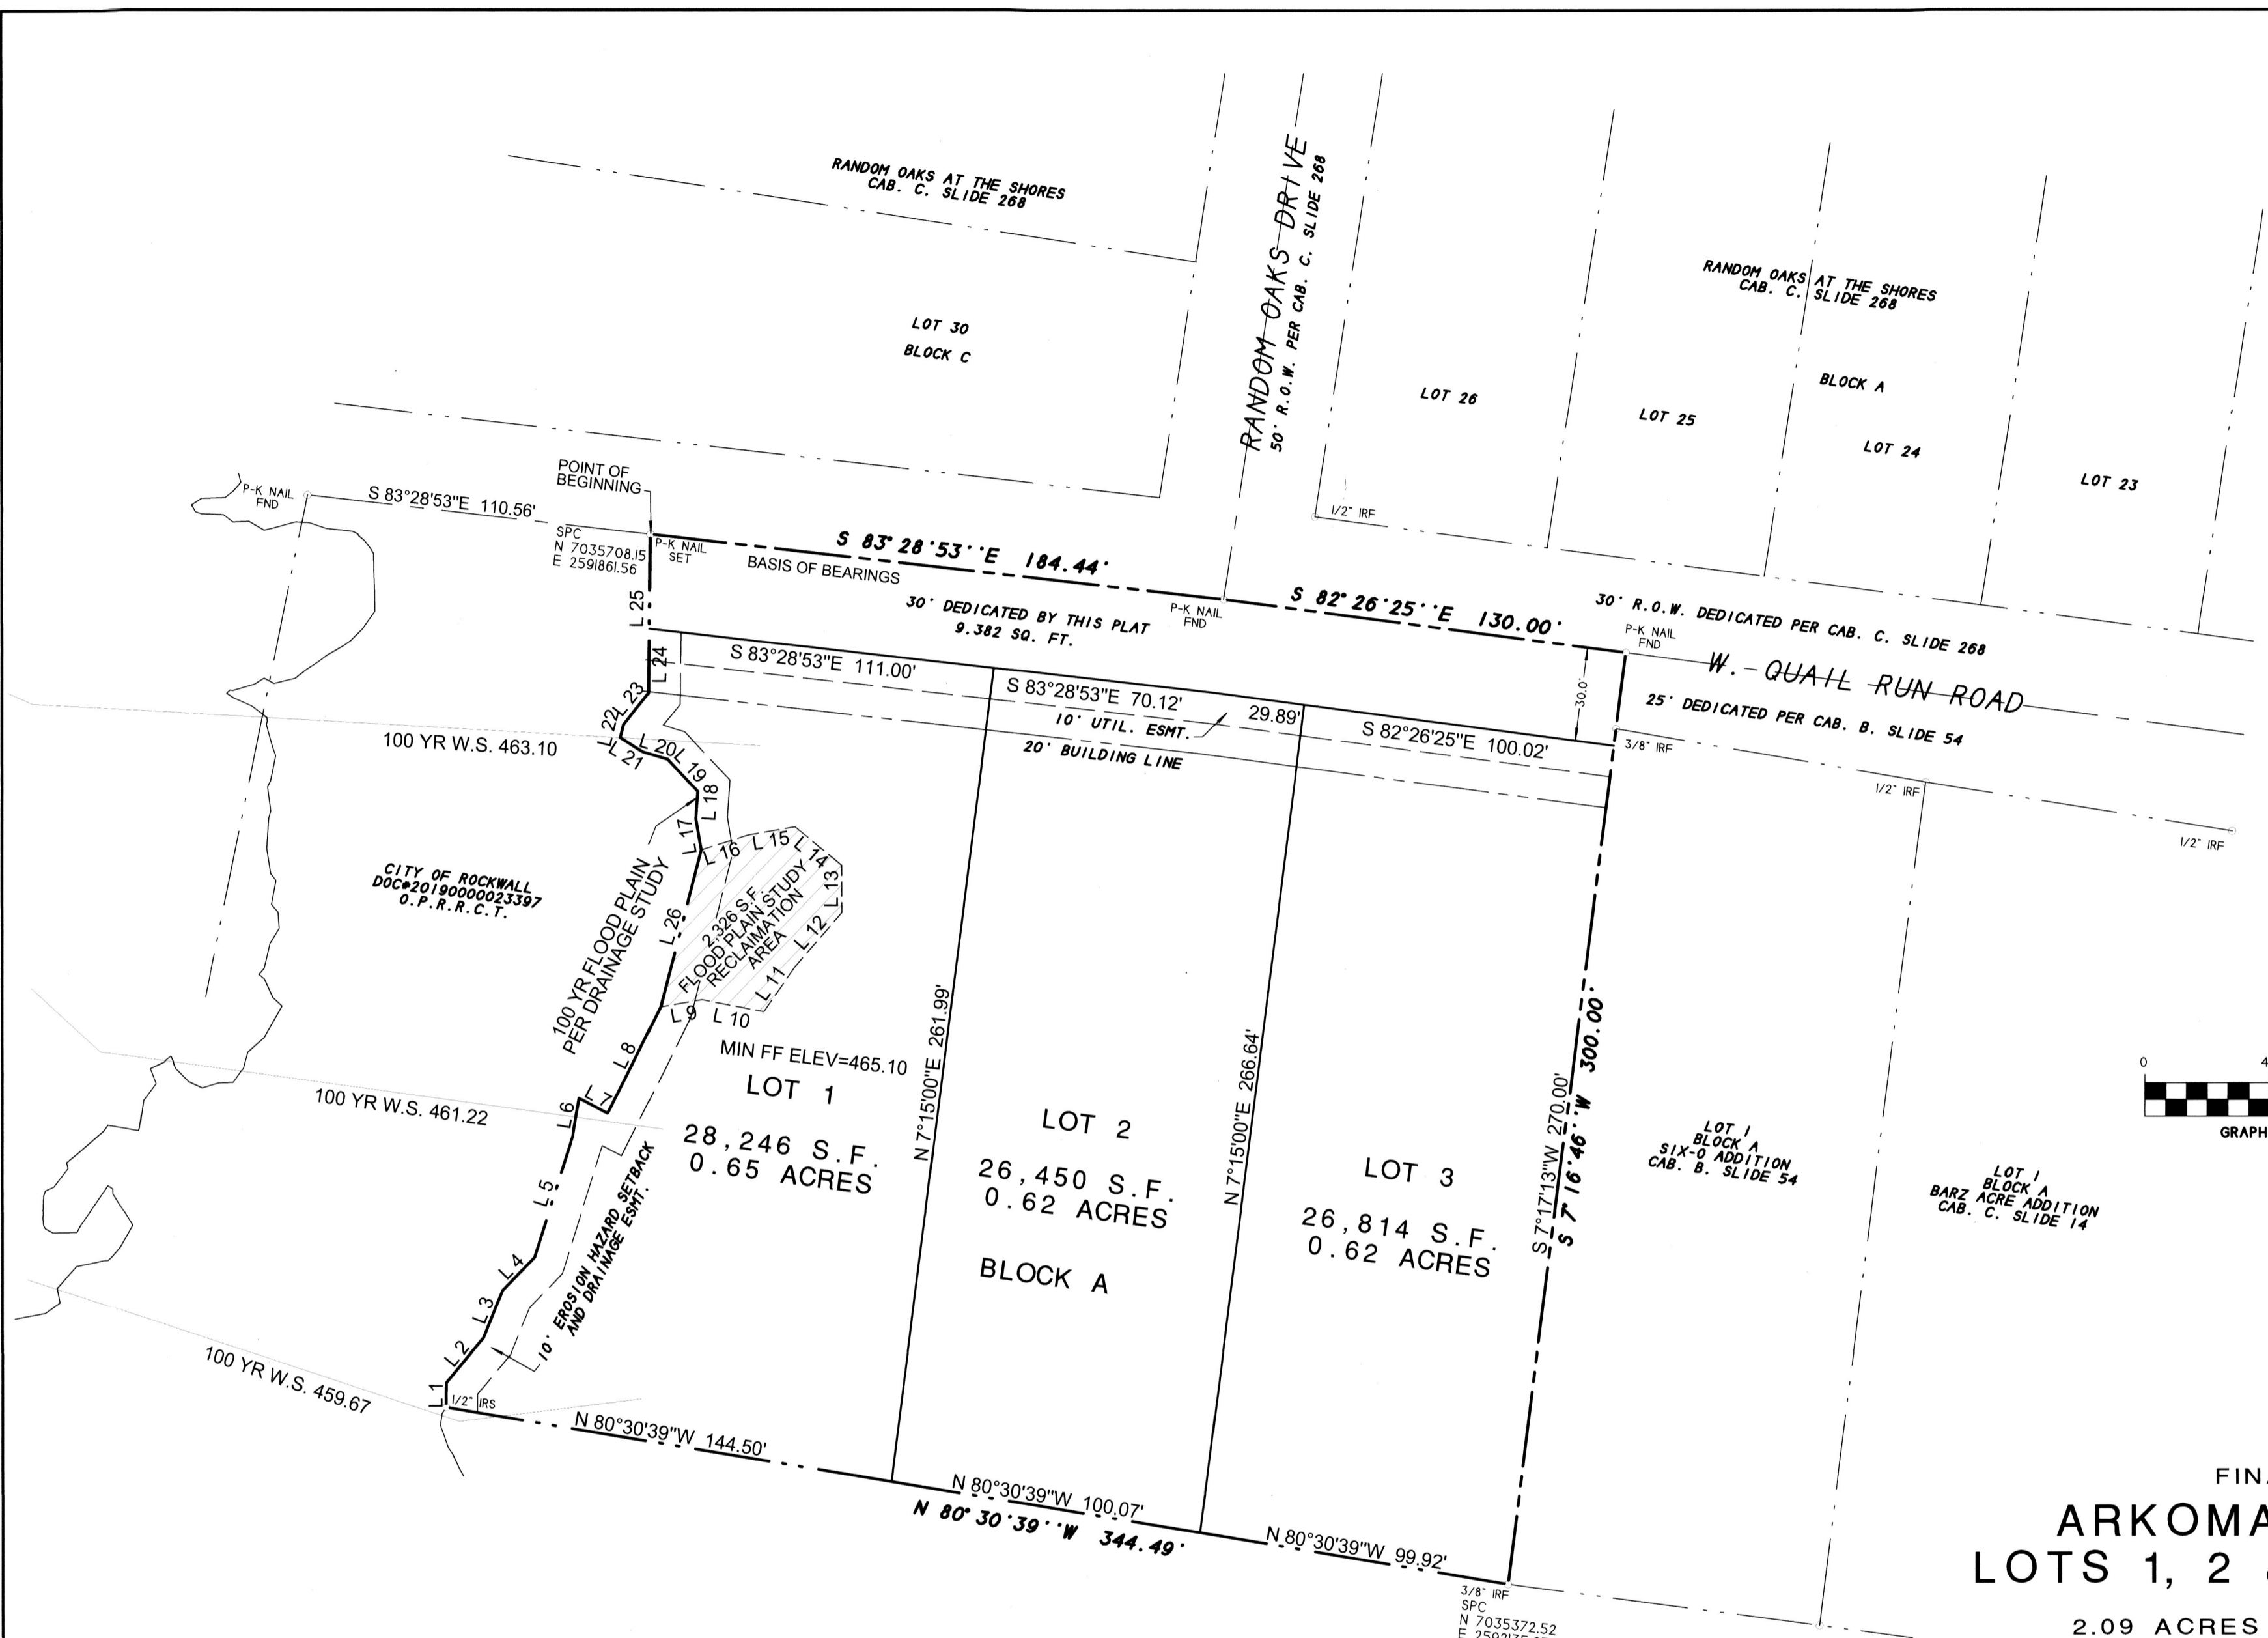 RANDOM OAKS AT THE SHORES
CAB. C. SLIDE 268
LOT 30
BLOCK C
RANDOM OAKS DRIVE
50' R.O.W. PER CAB. C. SLIDE 268
RANDOM OAKS AT THE SHORES
CAB. C. SLIDE 268
BLOCK A
LOT 26
LOT 25
LOT 24
LOT 23
P-K NAIL
FND
S 83°28'53"E 110.56'
POINT OF
BEGINNING
SPC
N 7035708.15
E 2591861.56
P-K NAIL
SET
S 83°28'53''E 184.44'
BASIS OF BEARINGS
30' DEDICATED BY THIS PLAT
9.382 SQ. FT.
P-K NAIL
FND
1/2" IRF
S 82°26'25''E 130.00'
30' R.O.W. DEDICATED PER CAB. C. SLIDE 268
P-K NAIL
FND
W. QUAIL RUN ROAD
25' DEDICATED PER CAB. B. SLIDE 54
3/8" IRF
1/2" IRF
1/2" IRF
30.0'
S 83°28'53"E 111.00'
S 83°28'53"E 70.12'
29.89'
S 82°26'25"E 100.02'
10' UTIL. ESMT.
20' BUILDING LINE
L 25
L 24
L 23
L 22
L 21
L 20
L 19
L 18
L 17
L 16
L 15
L 14
L 13
L 12
L 11
L 10
L 9
L 26
L 8
L 7
L 6
L 5
L 4
L 3
L 2
L 1
100 YR W.S. 463.10
CITY OF ROCKWALL
DOC#20190000023397
O.P.R.R.C.T.
100 YR FLOOD PLAIN
PER DRAINAGE STUDY
2,326 S.F.
FLOOD PLAIN STUDY
RECLAIMATION
AREA
MIN FF ELEV=465.10
LOT 1
28,246 S.F.
0.65 ACRES
100 YR W.S. 461.22
10' EROSION HAZARD SETBACK
AND DRAINAGE ESMT.
100 YR W.S. 459.67
1/2" IRS
N 7°15'00"E 261.99'
LOT 2
26,450 S.F.
0.62 ACRES
BLOCK A
N 7°15'00"E 266.64'
LOT 3
26,814 S.F.
0.62 ACRES
S 7°17'13"W 270.00'
S 7°16'46''W 300.00'
LOT 1
BLOCK A
SIX-O ADDITION
CAB. B. SLIDE 54
LOT 1
BLOCK A
BARZ ACRE ADDITION
CAB. C. SLIDE 14
0
GRAPH
N 80°30'39"W 144.50'
N 80°30'39"W 100.07'
N 80°30'39''W 344.49'
N 80°30'39"W 99.92'
3/8" IRF
SPC
N 7035372.52
FIN
ARKOMA
LOTS 1, 2
2.09 ACRES